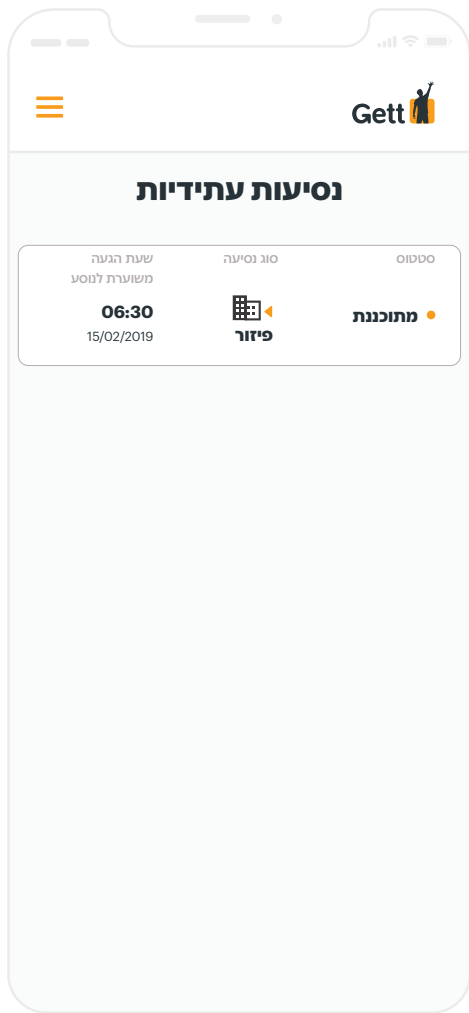 Gett
נסיעות עתידיות
סטטוס
מתוכננת
סוג נסיעה
פיזור
שעת הגעה
משוערת לנוסע
06:30
15/02/2019